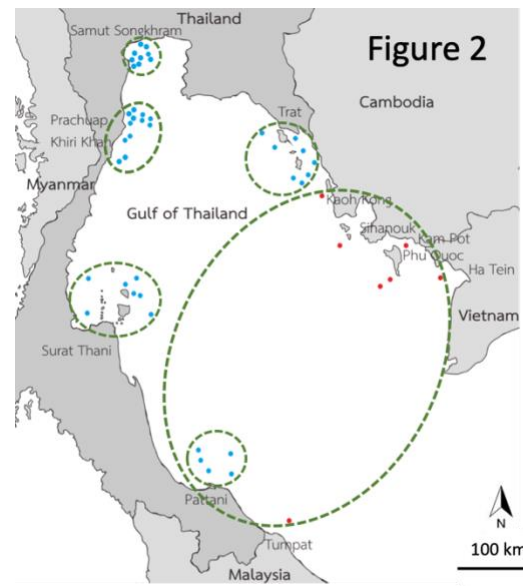 Thailand
Samut Songkhram
Figure 2
Cambodia
Trat
Prachuap
Khiri Khan
Myanmar
Kaoh Kong
Gulf of Thailand
Sihanouk
Kam Pot
Phu Quoc
Ha Tein
Vietnam
Surat Thani
Pattani
N
Tumpat
100 km
Malaysia